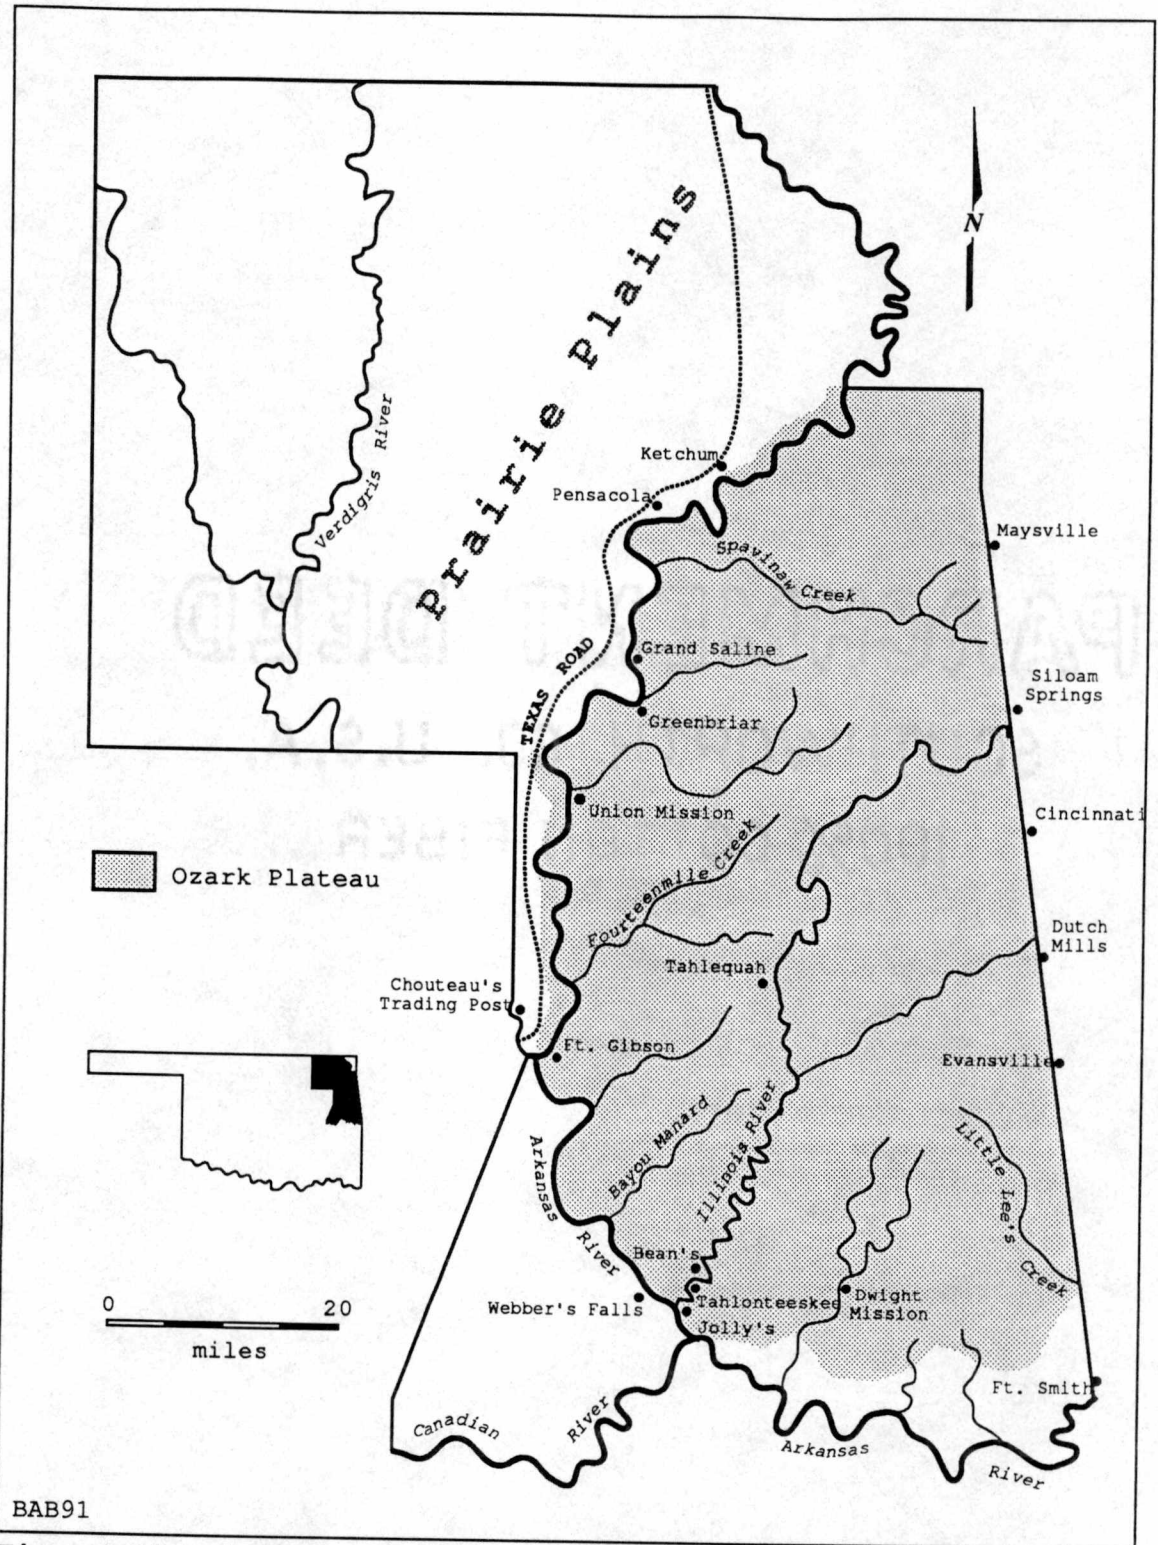 N
Prairie Plains
Verdigris River
Ketchum
Pensacola
Maysville
Spavinaw Creek
TEXAS ROAD
Grand Saline
Siloam
Springs
Greenbriar
Union Mission
Cincinnati
Fourteenmile Creek
Ozark Plateau
Dutch
Mills
Tahlequah
Chouteau's
Trading Post
Ft. Gibson
Evansville
Bayou Manard
Illinois River
Little Lee's Creek
Arkansas River
Bean's
Webber's Falls
Tahlonteeskee
Jolly's
Dwight
Mission
0 20
miles
Ft. Smith
Canadian River
Arkansas River
BAB91